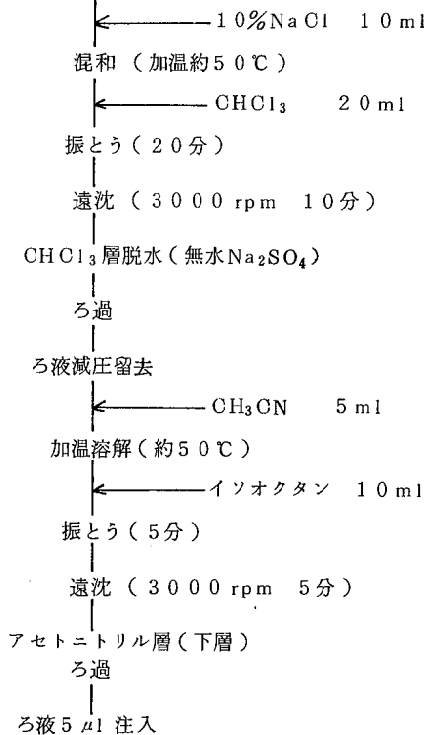 10%NaCl 10ml
混和（加温約50℃）
CHCl₃ 20ml
振とう（20分）
遠沈（3000 rpm 10分）
CHCl₃層脱水（無水Na₂SO₄）
ろ過
ろ液減圧留去
CH₃CN 5ml
加温溶解（約50℃）
イソオクタン 10ml
振とう（5分）
遠沈（3000 rpm 5分）
アセトニトリル層（下層）
ろ過
ろ液5μl 注入